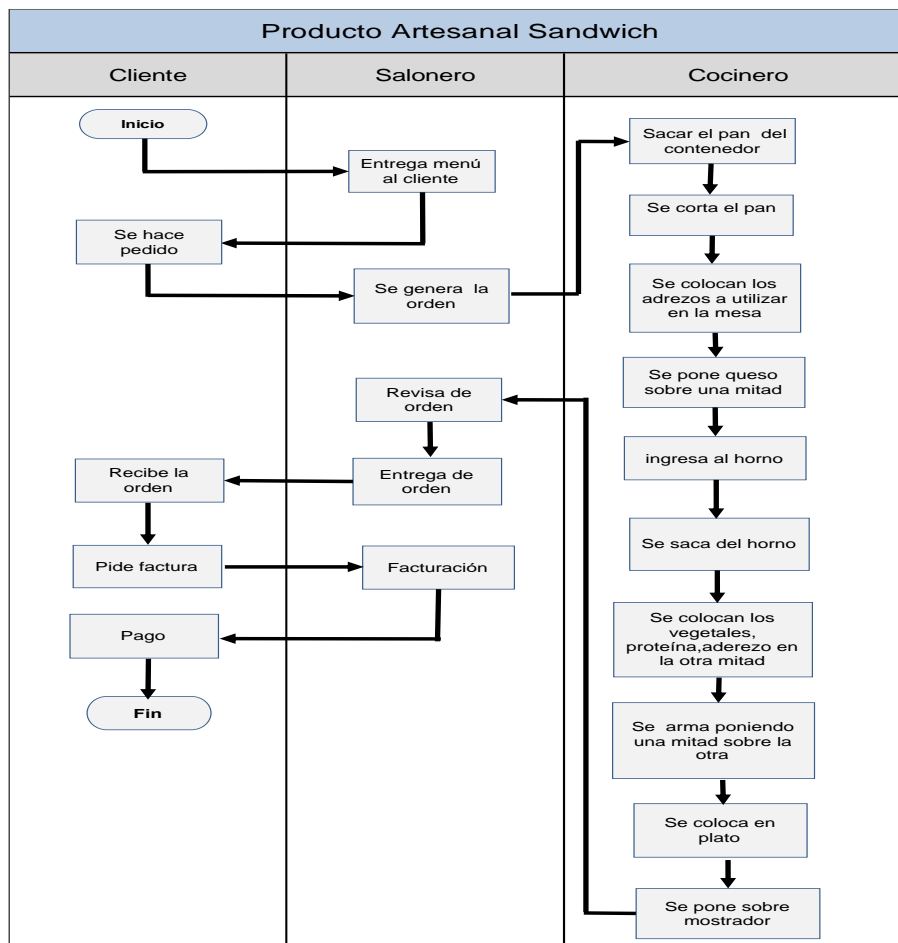 Producto Artesanal Sandwich
Cliente
Salonero
Cocinero
Inicio
Entrega menú
al cliente
Se hace
pedido
Se genera la
orden
Sacar el pan del
contenedor
Se corta el pan
Se colocan los
adrezos a utilizar
en la mesa
Se pone queso
sobre una mitad
ingresa al horno
Se saca del horno
Se colocan los
vegetales,
proteína,aderezo en
la otra mitad
Se arma poniendo
una mitad sobre la
otra
Se coloca en
plato
Se pone sobre
mostrador
Revisa de
orden
Entrega de
orden
Recibe la
orden
Pide factura
Facturación
Pago
Fin